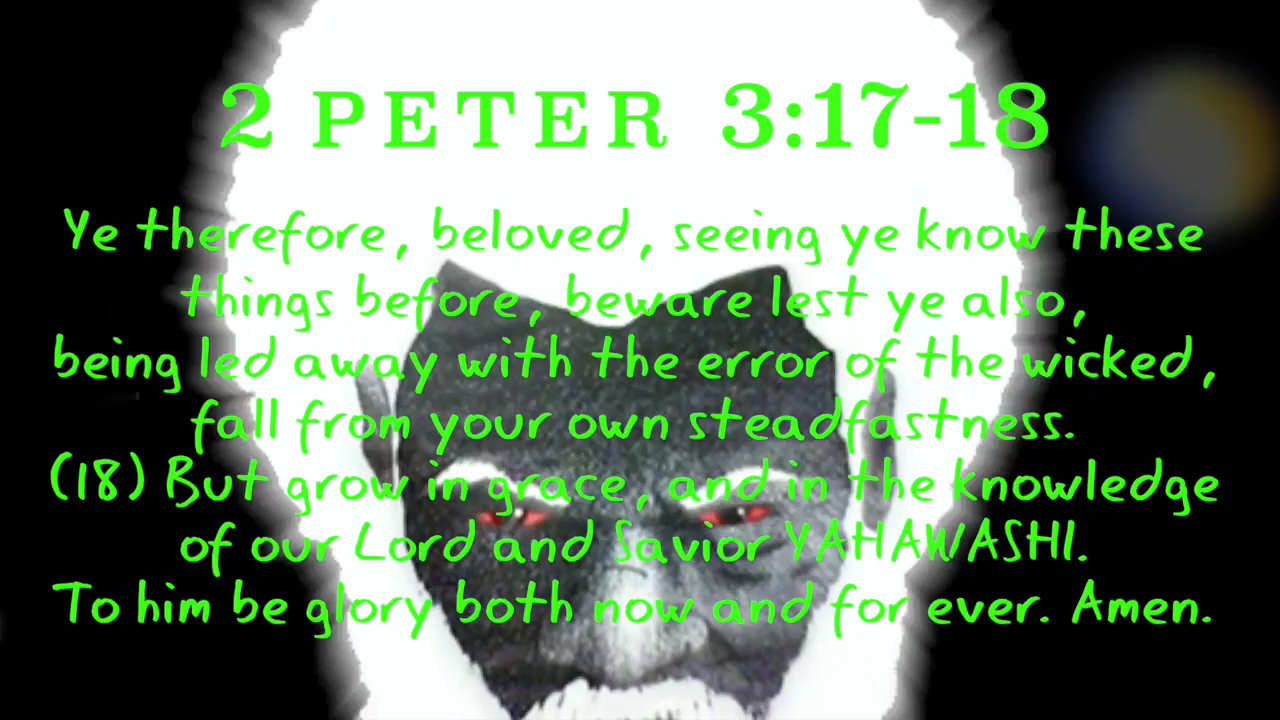 2 PETER 3:17-18
Ye therefore, beloved, seeing ye know these
things before, beware lest ye also,
being led away with the error of the wicked,
fall from your own steadfastness.
(18) But grow in grace, and in the knowledge
of our Lord and Savior YAHAWASHI.
To him be glory both now and for ever. Amen.